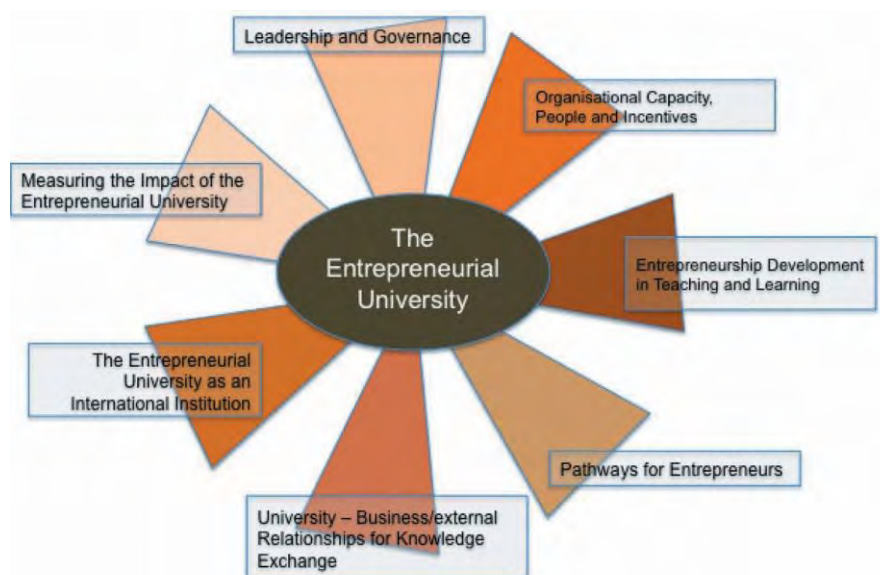 Leadership and Governance
Organisational Capacity,
People and Incentives
Measuring the Impact of the
Entrepreneurial University
The
Entrepreneurial
University
Entrepreneurship Development
in Teaching and Learning
The Entrepreneurial
University as an
International Institution
Pathways for Entrepreneurs
University – Business/external
Relationships for Knowledge
Exchange